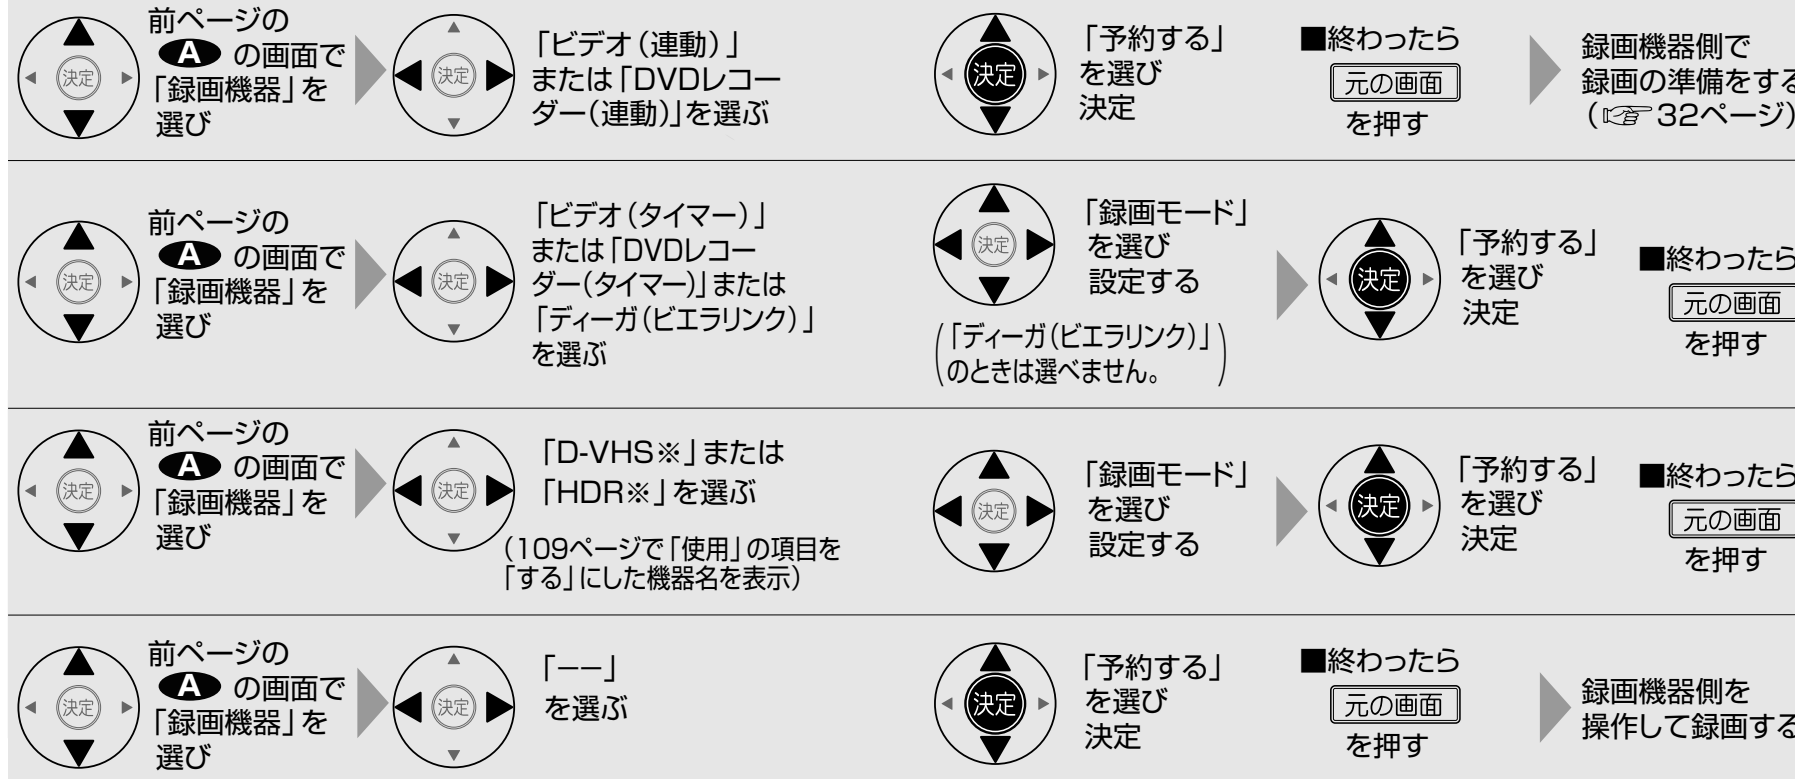 前ページの
A の画面で
「録画機器」を
選び
決定
決定
「ビデオ（連動）」
または「DVDレコー
ダー（連動）」を選ぶ
決定
「予約する」
を選び
決定
■終わったら
元の画面
を押す
録画機器側で
録画の準備をする
（☞32ページ）
前ページの
A の画面で
「録画機器」を
選び
決定
決定
「ビデオ（タイマー）」
または「DVDレコー
ダー（タイマー）」または
「ディーガ（ビエラリンク）」
を選ぶ
決定
「録画モード」
を選び
設定する
（「ディーガ（ビエラリンク）」
のときは選べません。）
決定
「予約する」
を選び
決定
■終わったら
元の画面
を押す
前ページの
A の画面で
「録画機器」を
選び
決定
決定
「D-VHS※」または
「HDR※」を選ぶ
（109ページで「使用」の項目を
「する」にした機器名を表示）
決定
「録画モード」
を選び
設定する
決定
「予約する」
を選び
決定
■終わったら
元の画面
を押す
前ページの
A の画面で
「録画機器」を
選び
決定
決定
「−−」
を選ぶ
決定
「予約する」
を選び
決定
■終わったら
元の画面
を押す
録画機器側を
操作して録画する